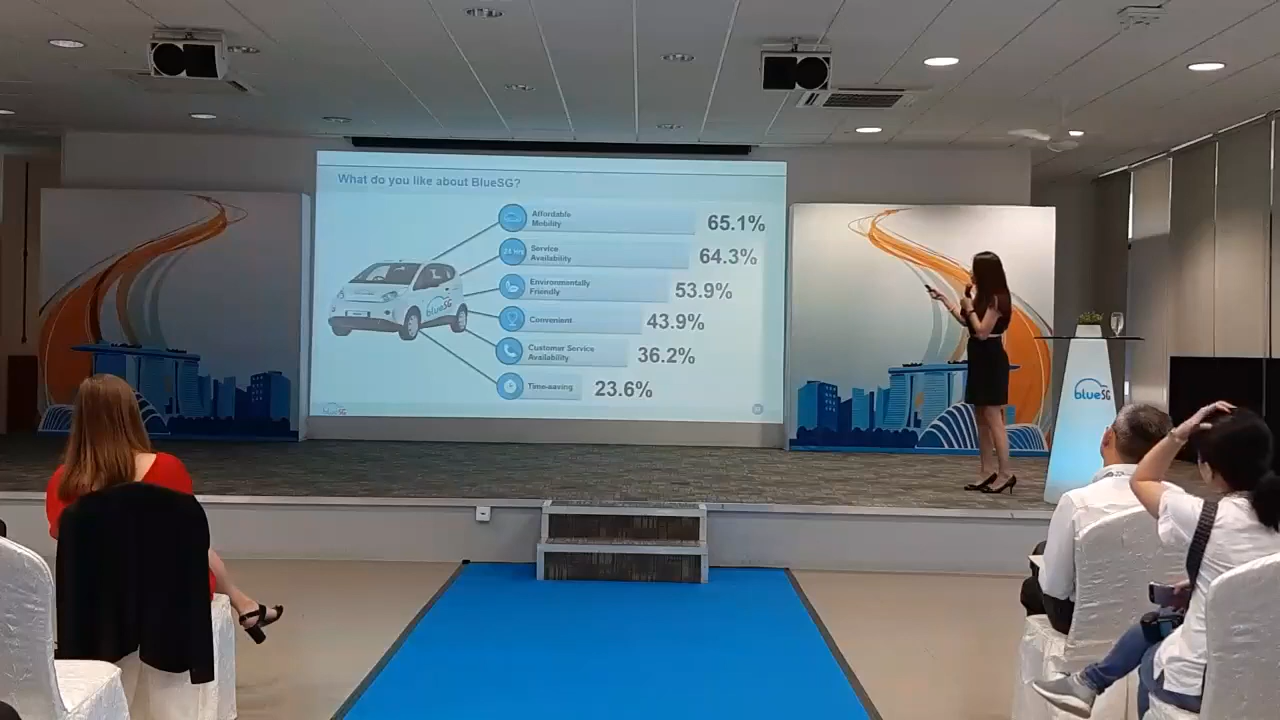 What do you like about BlueSG?
Affordable
Mobility
65.1%
24 Hrs
Service
Availability
64.3%
Environmentally
Friendly
53.9%
Convenient
43.9%
Customer Service
Availability
36.2%
Time-saving
23.6%
blueSG
blueSG
blueSG